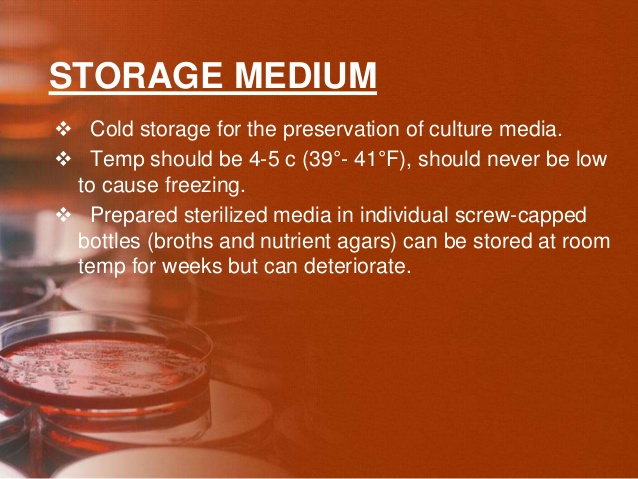 STORAGE MEDIUM
❖ Cold storage for the preservation of culture media.
❖ Temp should be 4-5 c (39°- 41°F), should never be low
to cause freezing.
❖ Prepared sterilized media in individual screw-capped
bottles (broths and nutrient agars) can be stored at room
temp for weeks but can deteriorate.